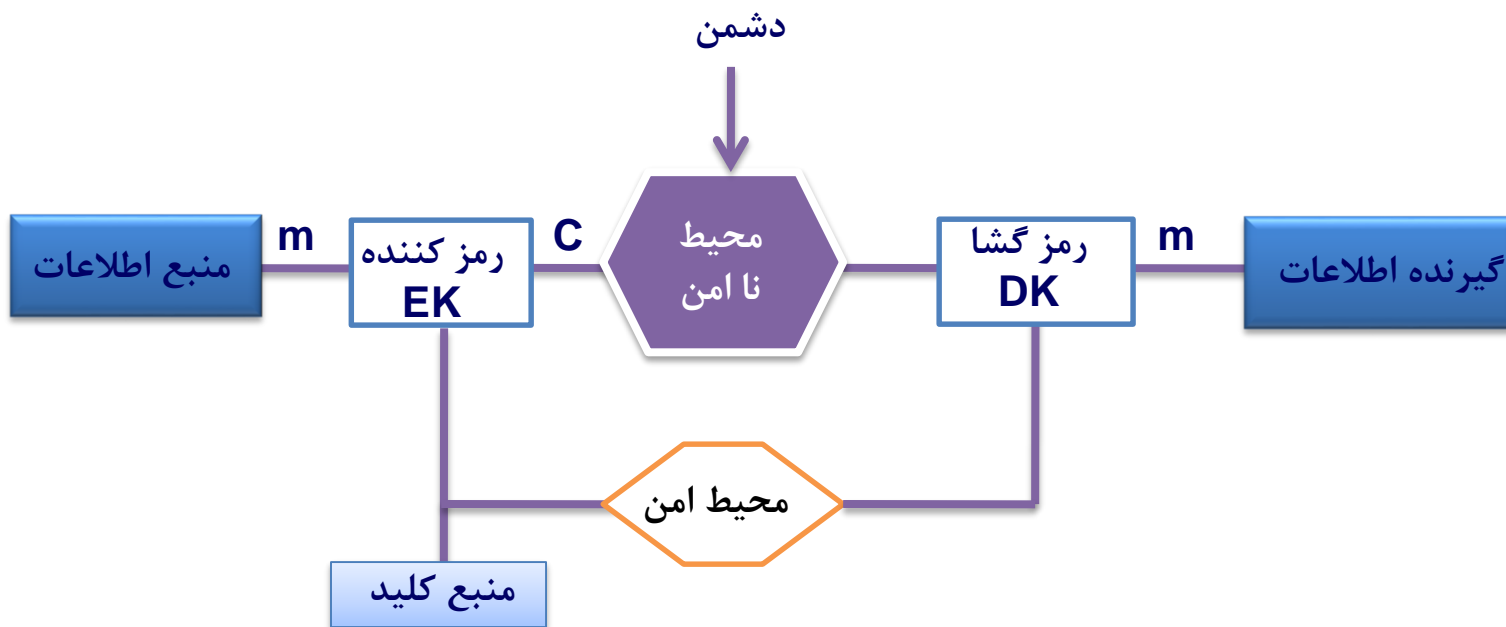 دشمن
منبع اطلاعات
m
رمز کننده
EK
C
محیط
نا امن
رمز گشا
DK
m
گیرنده اطلاعات
محیط امن
منبع کلید